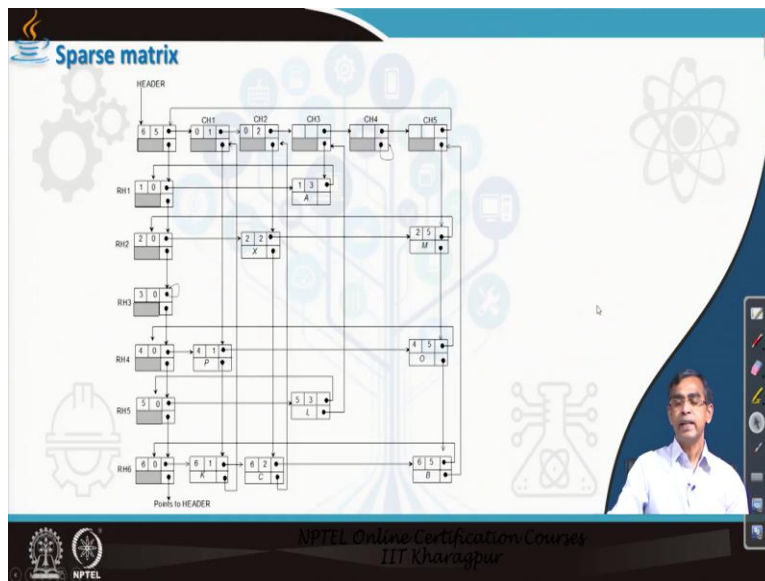 Sparse matrix
HEADER
CH1 CH2 CH3 CH4 CH5
6 5 0 1 0 2
RH1 1 0 1 3
A
RH2 2 0 2 2 2 5
X M
RH3 3 0
RH4 4 0 4 1 4 5
P O
RH5 5 0 5 3
L
RH6 6 0 6 1 6 2 6 5
K C B
Points to HEADER
NPTEL Online Certification Courses
IIT Kharagpur
NPTEL